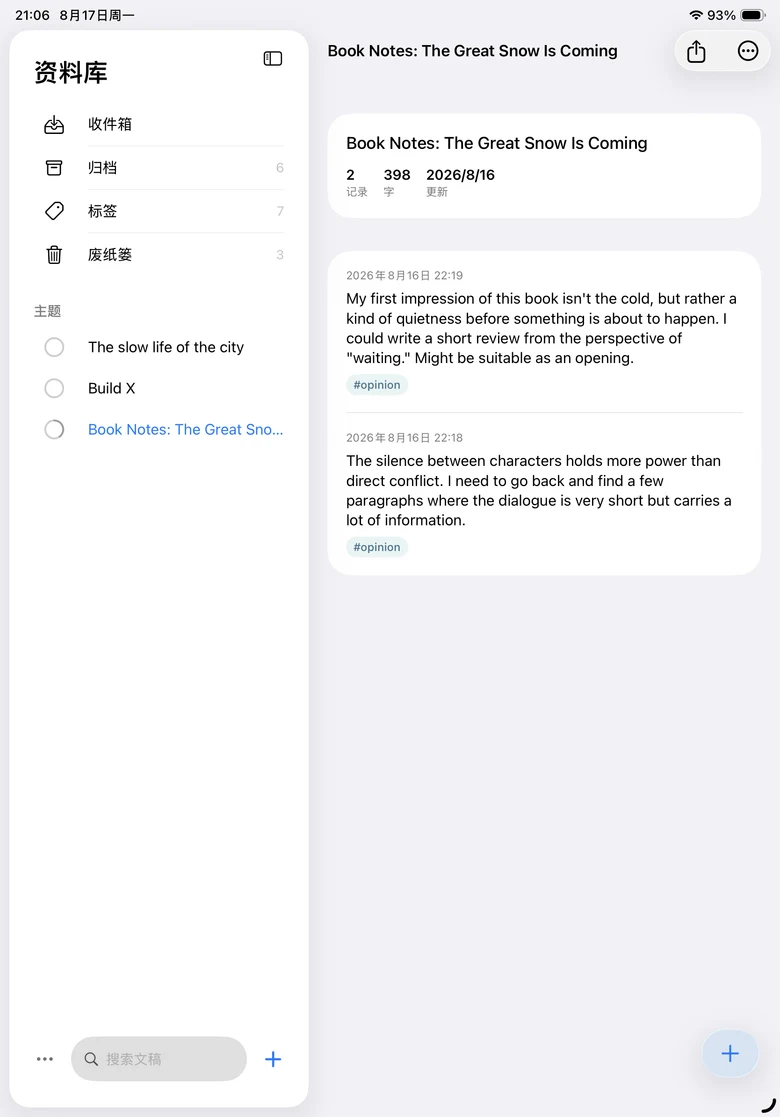 21:06 8月17日周一
93%
资料库
收件箱
归档 6
标签 7
废纸篓 3
主题
The slow life of the city
Build X
Book Notes: The Great Sno...
搜索文稿
Book Notes: The Great Snow Is Coming
Book Notes: The Great Snow Is Coming
2 398 2026/8/16
记录 字 更新
2026年8月16日 22:19
My first impression of this book isn't the cold, but rather a
kind of quietness before something is about to happen. I
could write a short review from the perspective of
"waiting." Might be suitable as an opening.
#opinion
2026年8月16日 22:18
The silence between characters holds more power than
direct conflict. I need to go back and find a few
paragraphs where the dialogue is very short but carries a
lot of information.
#opinion